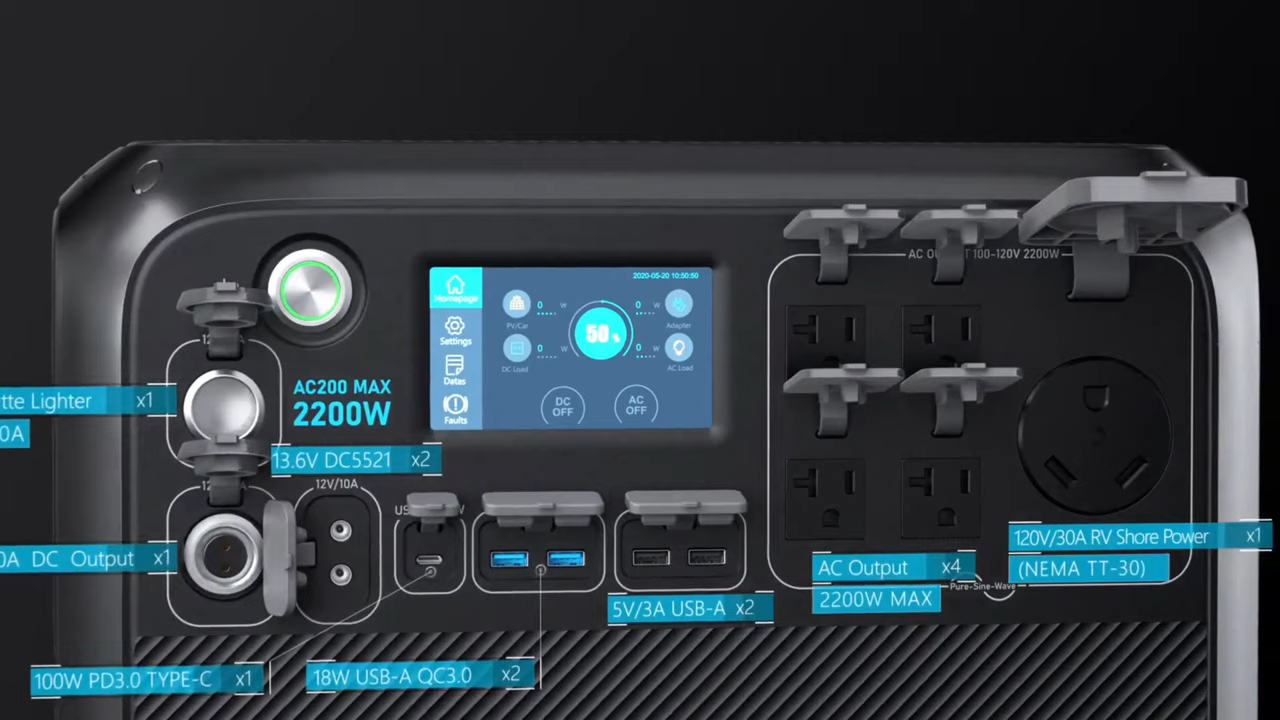 2020-05-20 10:50:50
Homepage
0 W
0 W
PV/Car
Adapter
50 %
Settings
0 W
0 W
DC Load
AC Load
Datas
DC
OFF
AC
OFF
Faults
AC200 MAX
2200W
100-120V 2200W
tte Lighter x1
0A
13.6V DC5521 x2
12V/10A
0A DC Output x1
120V/30A RV Shore Power x1
(NEMA TT-30)
AC Output x4
2200W MAX
Pure-Sine-Wave
5V/3A USB-A x2
100W PD3.0 TYPE-C x1
18W USB-A QC3.0 x2